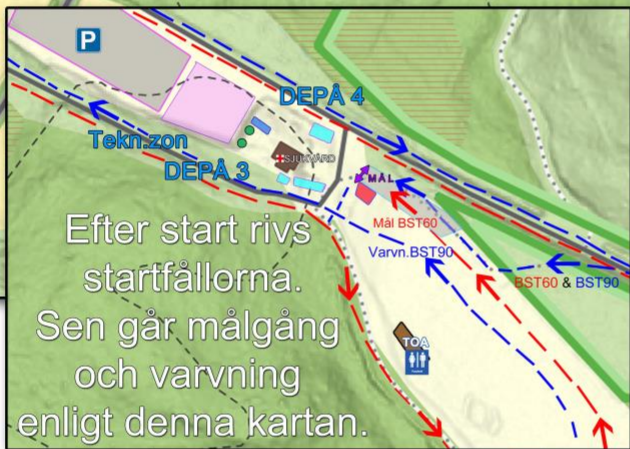 P
DEPÅ 4
Tekn.zon
SJUKVÅRD
DEPÅ 3
MÅL
Mål BST60
Varvn.BST90
BST60 & BST90
TOA
Efter start rivs
startfållorna.
Sen går målgång
och varvning
enligt denna kartan.